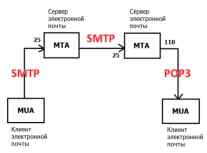 Сервер
электронной
почты
Сервер
электронной
почты
25
MTA
SMTP
25
MTA
110
SMTP
POP3
MUA
MUA
Клиент
электронной
почты
Клиент
электронной
почты